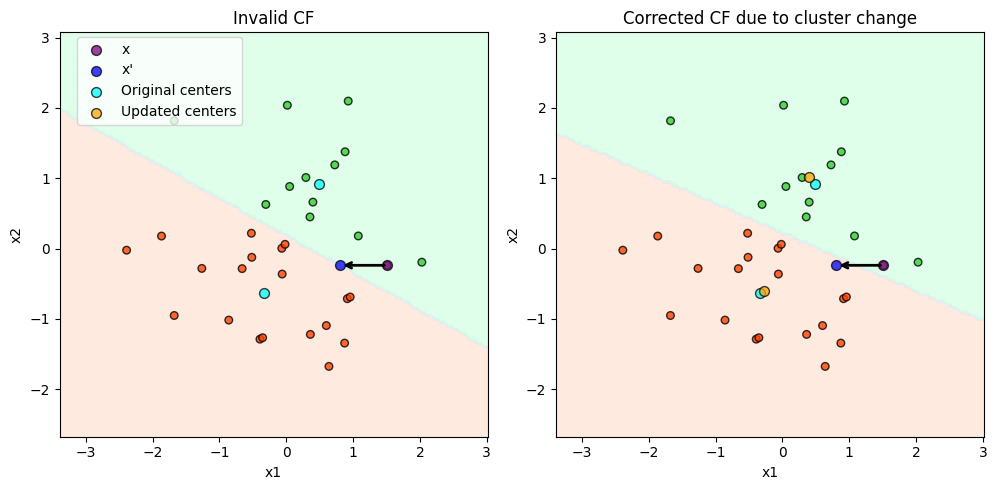 Invalid CF
Corrected CF due to cluster change
x
x'
Original centers
Updated centers
3
2
1
0
−1
−2
x2
−3
−2
−1
0
1
2
3
x1
3
2
1
0
−1
−2
x2
−3
−2
−1
0
1
2
3
x1